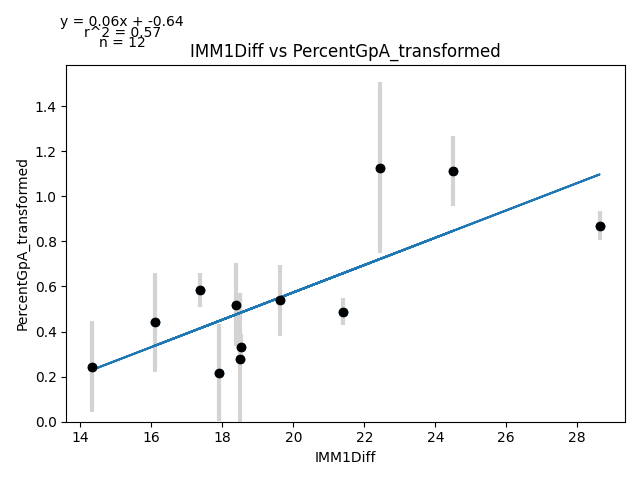 y = 0.06x + -0.64
r^2 = 0.57
n = 12
IMM1Diff vs PercentGpA_transformed
PercentGpA_transformed
1.4
1.2
1.0
0.8
0.6
0.4
0.2
0.0
14 16 18 20 22 24 26 28
IMM1Diff